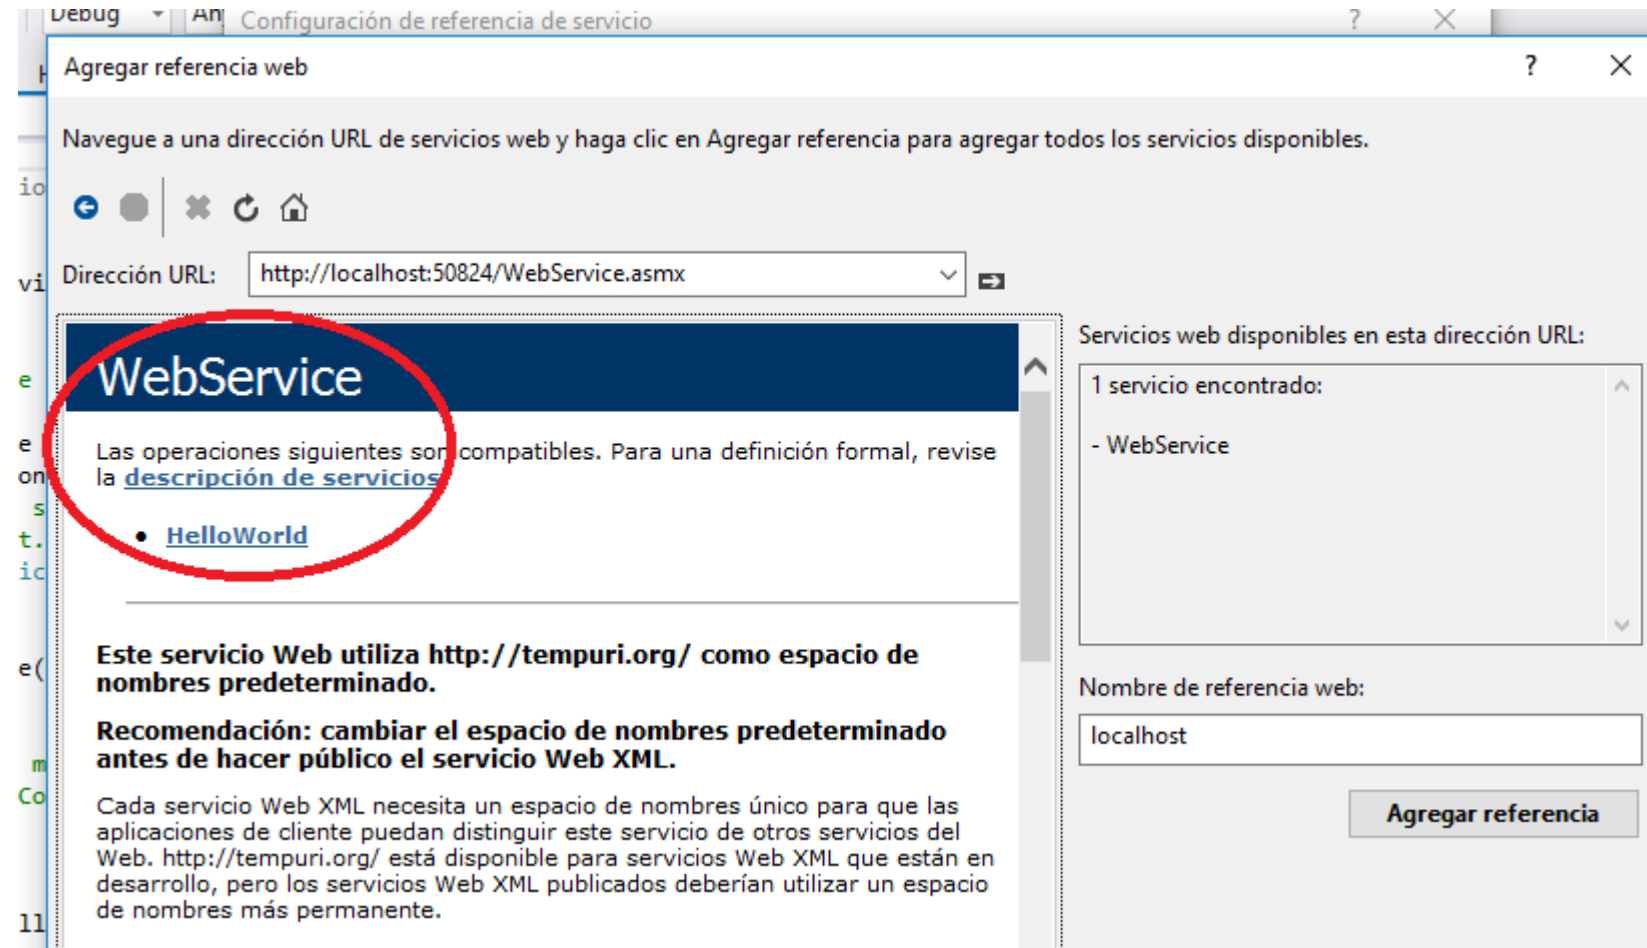 Debug
Configuración de referencia de servicio
?
Agregar referencia web
?
Navegue a una dirección URL de servicios web y haga clic en Agregar referencia para agregar todos los servicios disponibles.
io
vi
Dirección URL:
http://localhost:50824/WebService.asmx
Servicios web disponibles en esta dirección URL:
WebService
1 servicio encontrado:
e
- WebService
e
Las operaciones siguientes son compatibles. Para una definición formal, revise
on
la descripción de servicios
s
t.
• HelloWorld
ic
Este servicio Web utiliza http://tempuri.org/ como espacio de
e(
nombres predeterminado.
Nombre de referencia web:
localhost
Recomendación: cambiar el espacio de nombres predeterminado
m
antes de hacer público el servicio Web XML.
Co
Cada servicio Web XML necesita un espacio de nombres único para que las
aplicaciones de cliente puedan distinguir este servicio de otros servicios del
Web. http://tempuri.org/ está disponible para servicios Web XML que están en
desarrollo, pero los servicios Web XML publicados deberían utilizar un espacio
de nombres más permanente.
ll
Agregar referencia